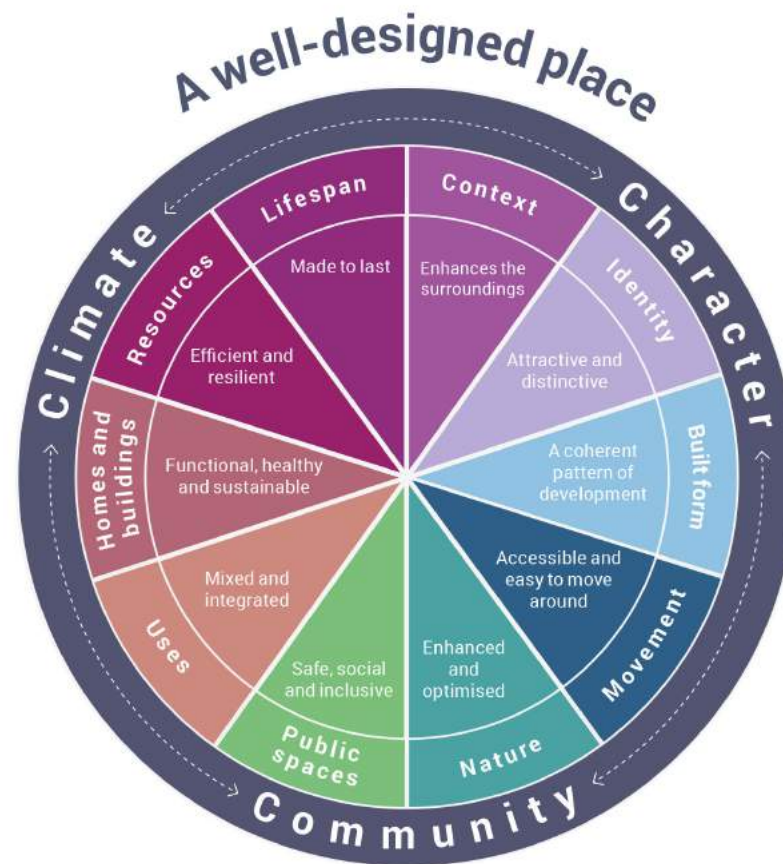 A well-designed place
Climate
Character
Community
Context
Enhances the
surroundings
Identity
Attractive and
distinctive
Built form
A coherent
pattern of
development
Movement
Accessible and
easy to move
around
Nature
Enhanced
and
optimised
Public
spaces
Safe, social
and inclusive
Uses
Mixed and
integrated
Homes and
buildings
Functional, healthy
and sustainable
Resources
Efficient and
resilient
Lifespan
Made to last